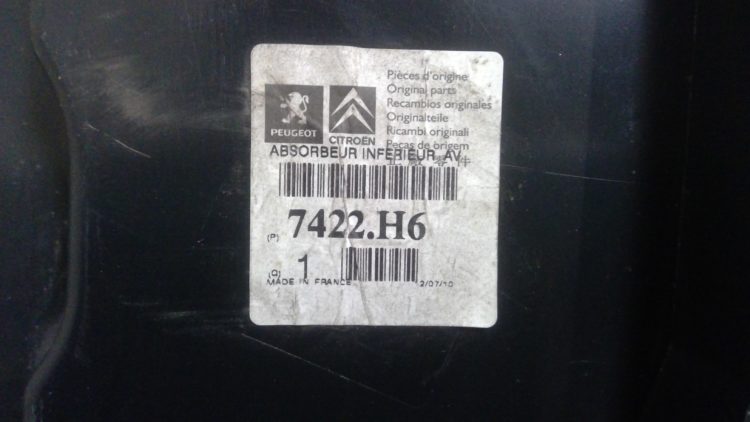 Pièces d'origine
Original parts
Recambios originales
Originalteile
Ricambi originali
Peças de origem
PEUGEOT
CITROËN
ABSORBEUR INFERIEUR AV
(P) 7422.H6
(Q) 1
MADE IN FRANCE 2/07/10